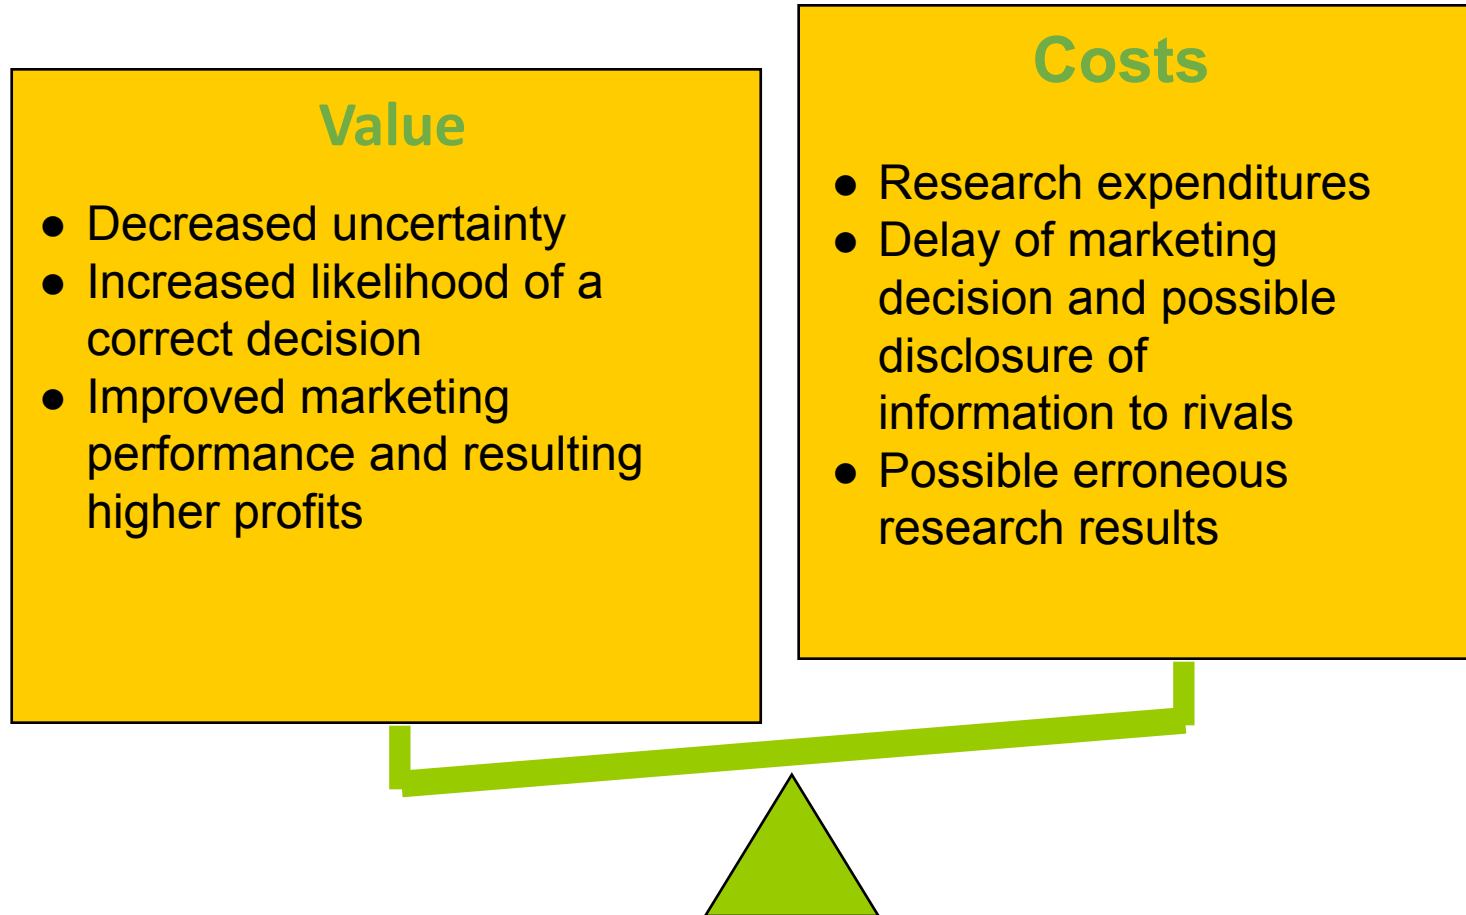 Value
● Decreased uncertainty
● Increased likelihood of a
correct decision
● Improved marketing
performance and resulting
higher profits
Costs
● Research expenditures
● Delay of marketing
decision and possible
disclosure of
information to rivals
● Possible erroneous
research results